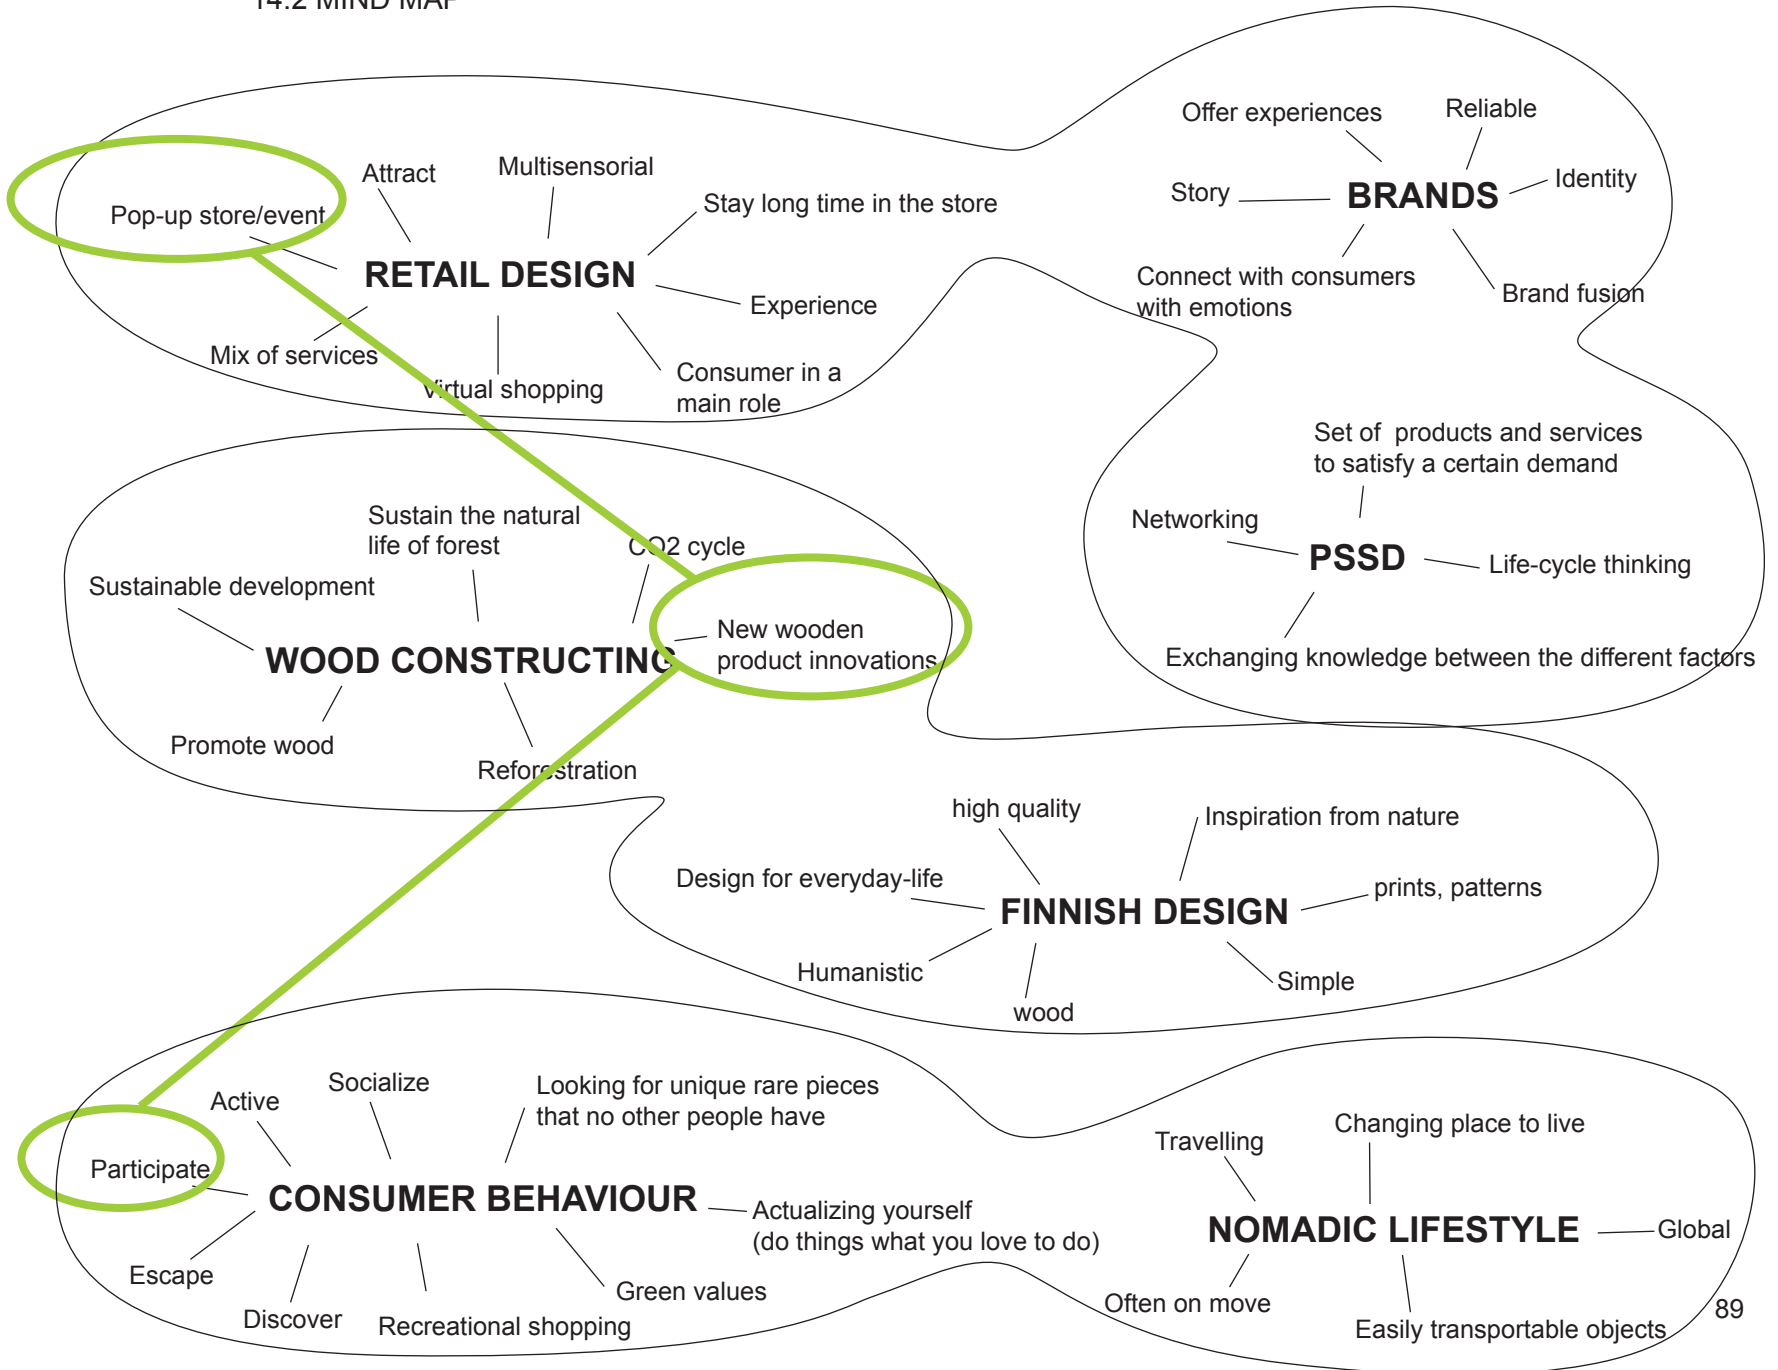 14.2 MIND MAP
Offer experiences
Reliable
Story
BRANDS
Identity
Connect with consumers
with emotions
Brand fusion
Attract
Multisensorial
Pop-up store/event
Stay long time in the store
RETAIL DESIGN
Experience
Mix of services
Virtual shopping
Consumer in a
main role
Set of products and services
to satisfy a certain demand
Networking
PSSD
Life-cycle thinking
Exchanging knowledge between the different factors
Sustain the natural
life of forest
CO2 cycle
Sustainable development
New wooden
product innovations
WOOD CONSTRUCTING
Promote wood
Reforestration
high quality
Inspiration from nature
Design for everyday-life
prints, patterns
FINNISH DESIGN
Humanistic
wood
Simple
Active
Socialize
Looking for unique rare pieces
that no other people have
Participate
CONSUMER BEHAVIOUR
Actualizing yourself
(do things what you love to do)
Escape
Discover
Recreational shopping
Green values
Travelling
Changing place to live
NOMADIC LIFESTYLE
Global
Often on move
Easily transportable objects
89